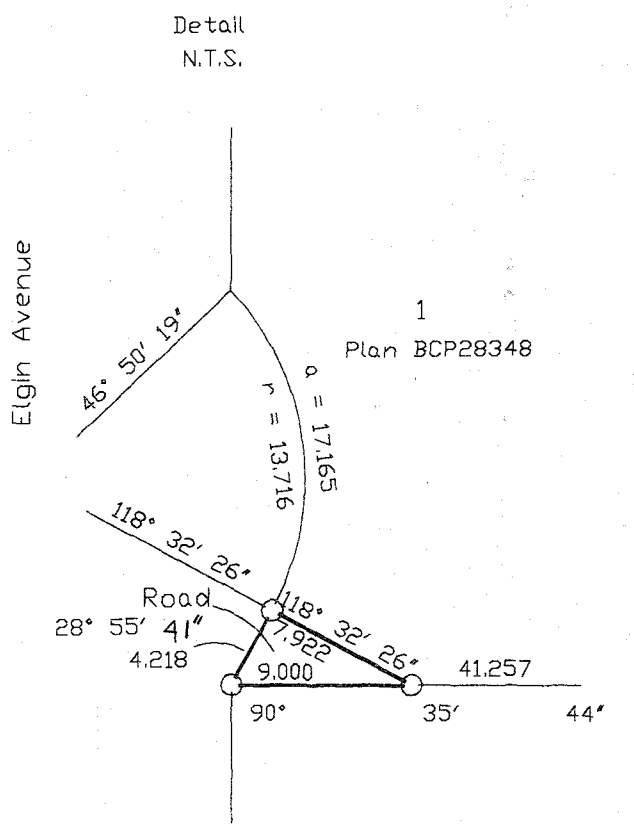 Detail
N.T.S.
Elgin Avenue
46° 50' 19"
1
Plan BCP28348
a = 17.165
r = 13.716
118° 32' 26"
Road
118° 32' 26"
28° 55' 41"
7.922
4.218
9.000
41.257
90° 35' 44"